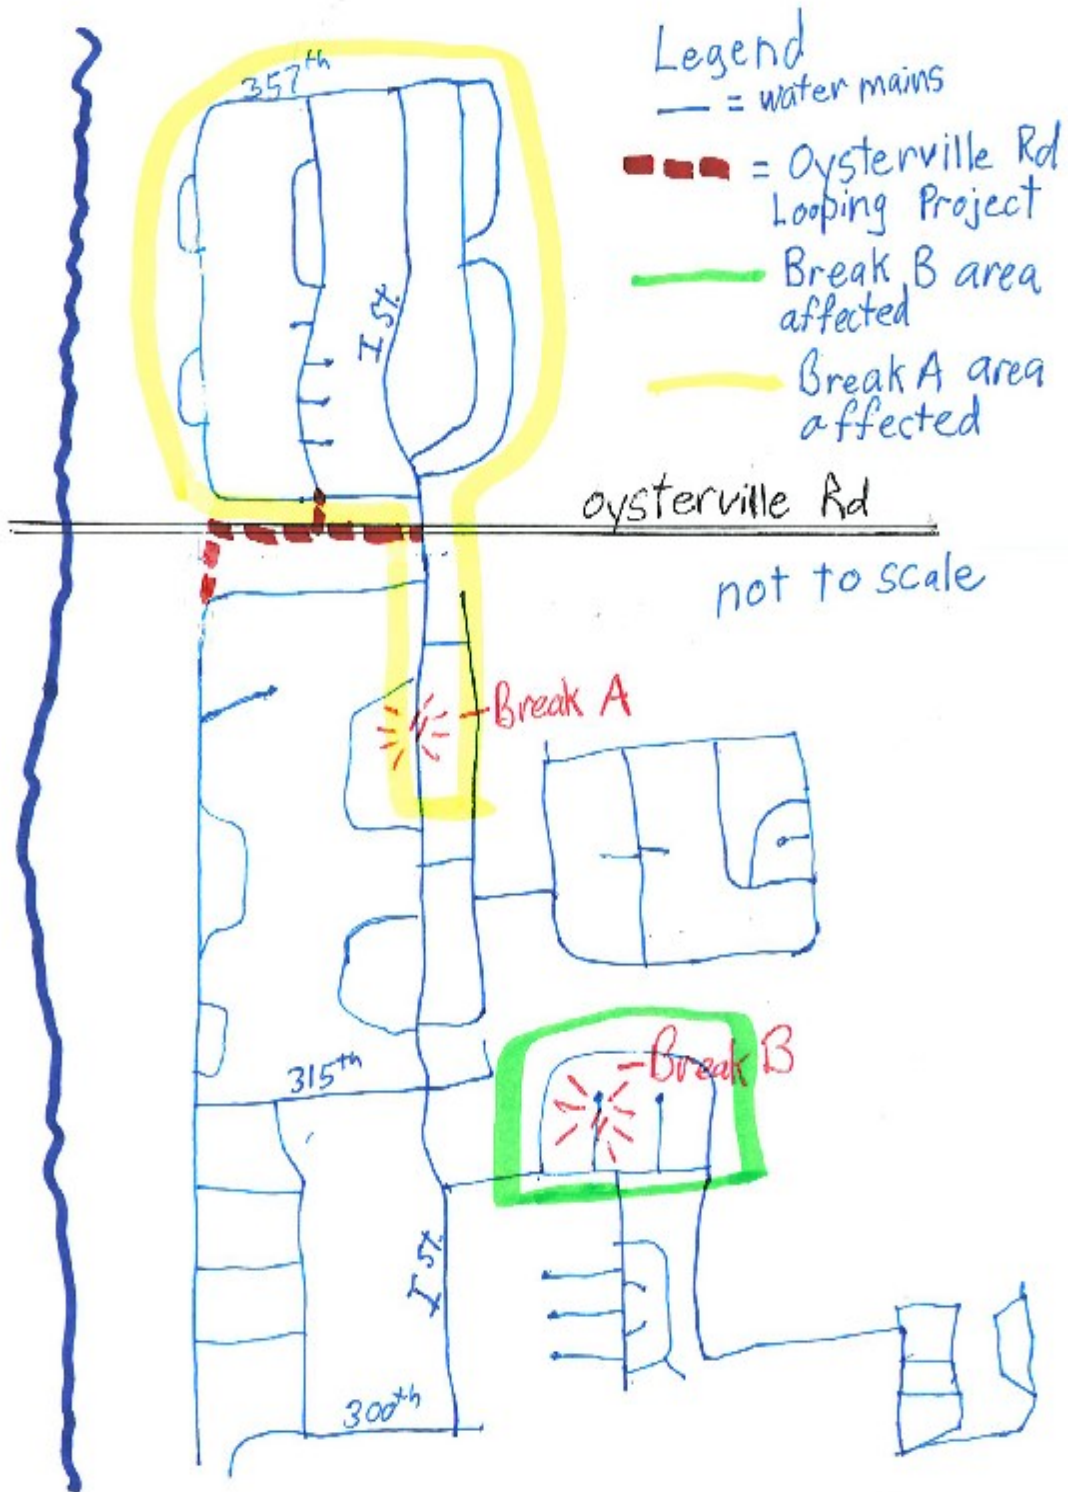 Legend
— = water mains
= Oysterville Rd
Looping Project
Break B area
affected
Break A area
affected
357th
I St.
oysterville Rd
not to scale
Break A
315th
Break B
I St.
300th